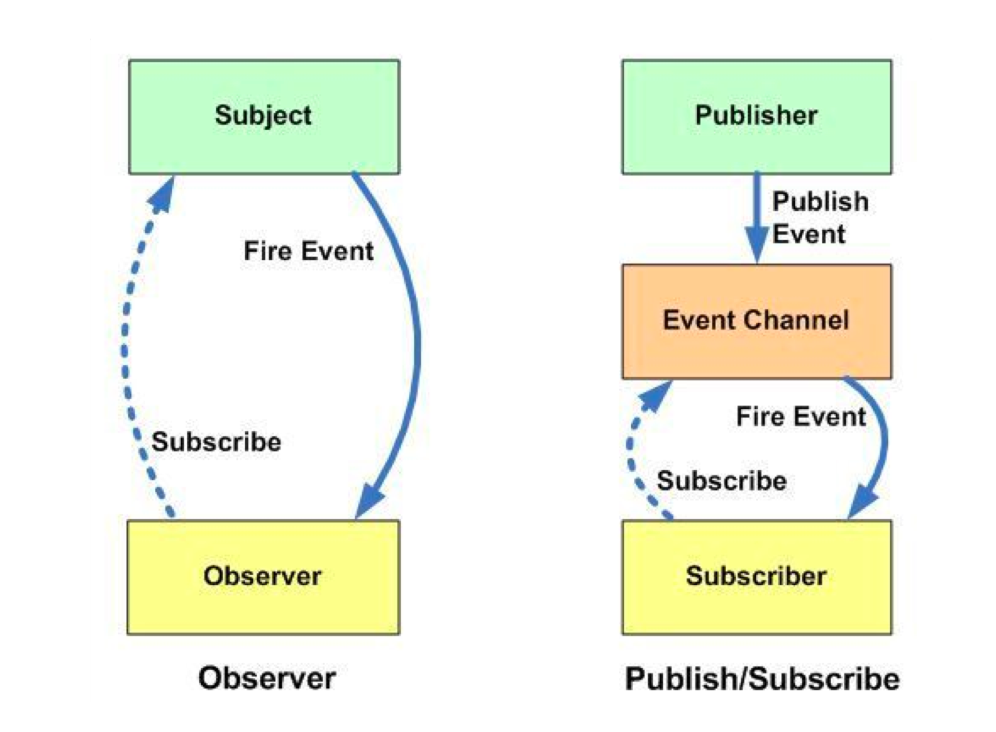 Subject
Fire Event
Subscribe
Observer
Observer
Publisher
Publish
Event
Event Channel
Fire Event
Subscribe
Subscriber
Publish/Subscribe